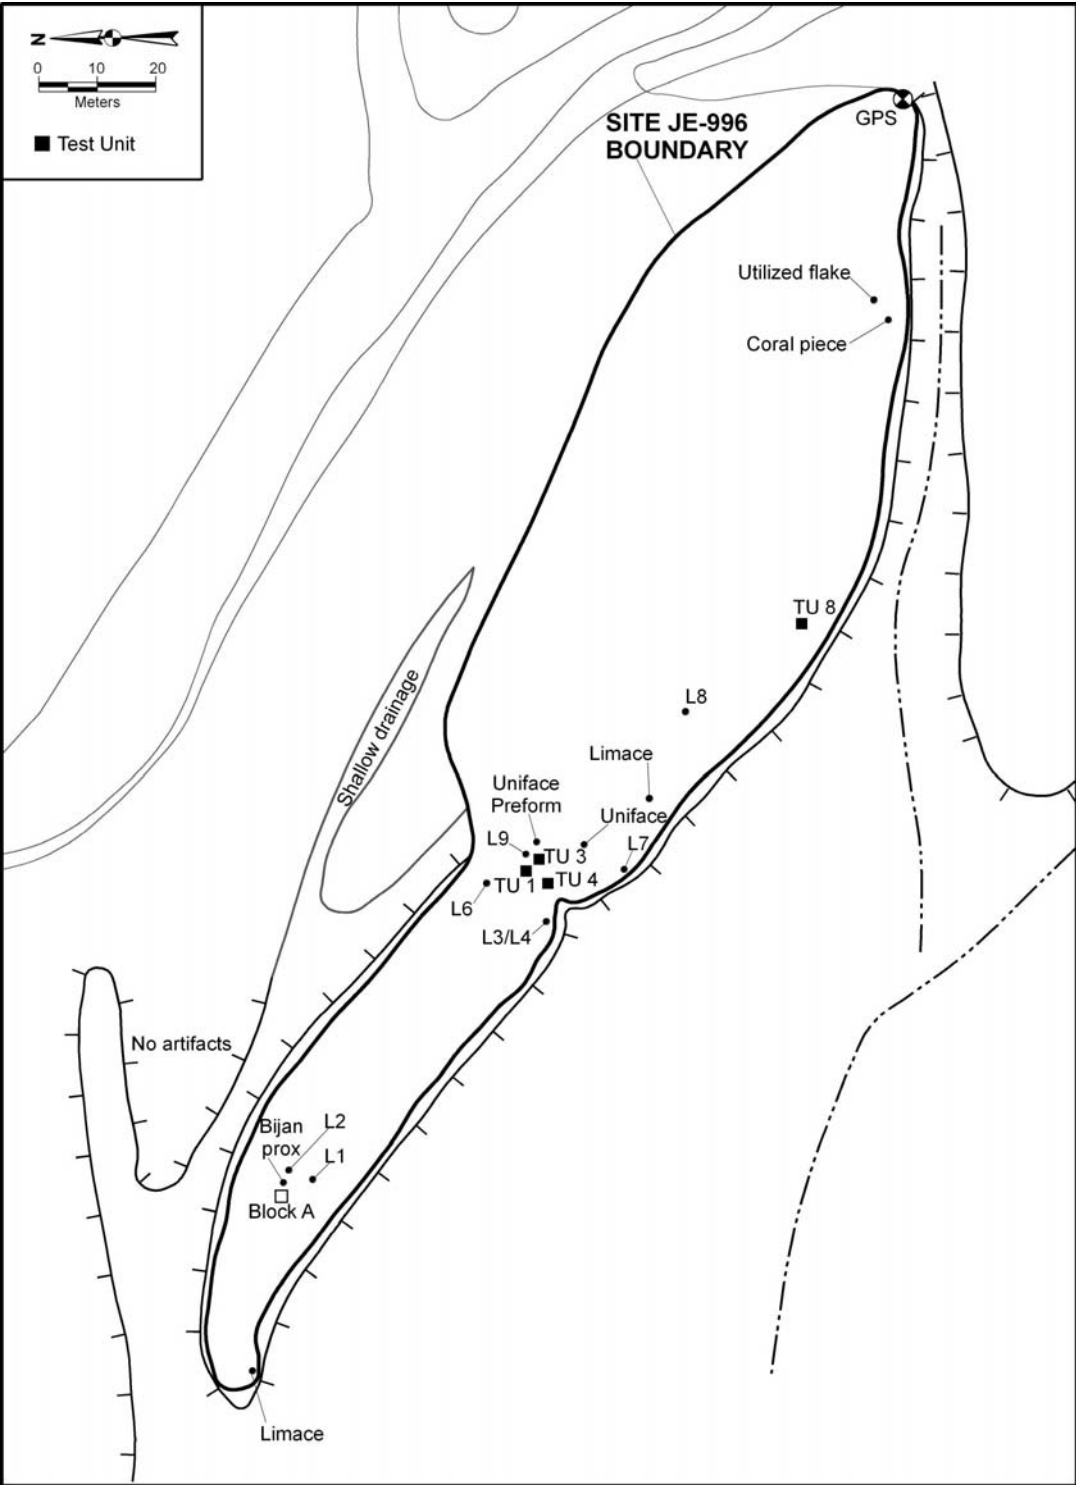 N
0 10 20
Meters
Test Unit
SITE JE-996
BOUNDARY
GPS
Utilized flake
Coral piece
TU 8
L8
Shallow drainage
Limace
Uniface
Preform
Uniface
L9
TU 3
L7
TU 1
TU 4
L6
L3/L4
No artifacts
Bijan
prox
L2
L1
Block A
Limace